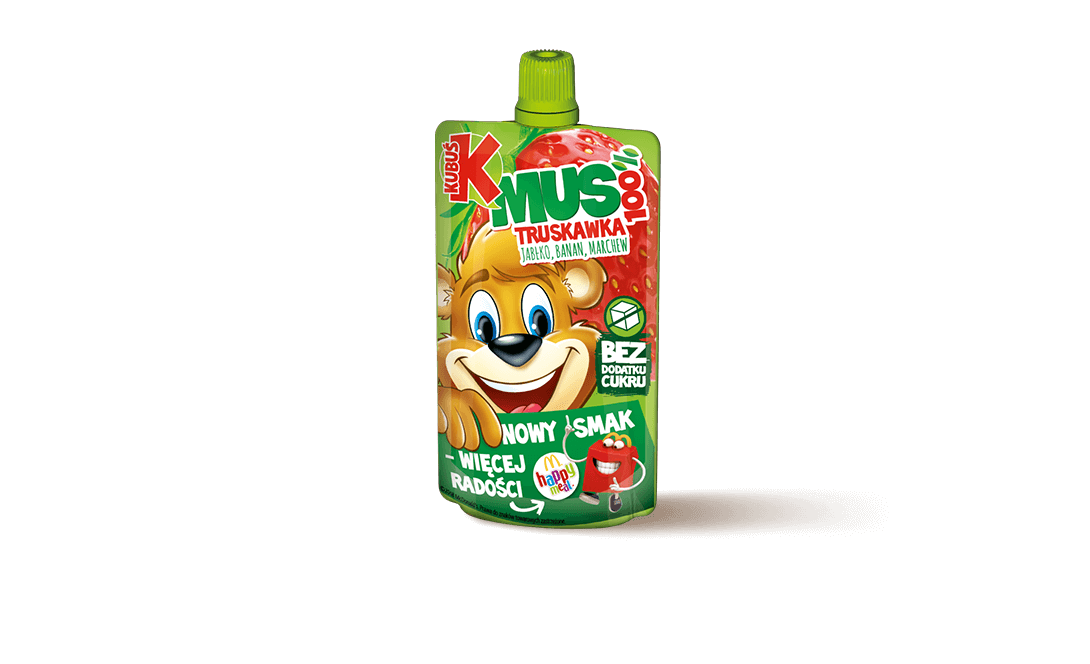 KUBUŚ
K
MUS
100%
TRUSKAWKA
JABŁKO, BANAN, MARCHEW
BEZ
DODATKU
CUKRU
NOWY SMAK
– WIĘCEJ
RADOŚCI
happy
meal